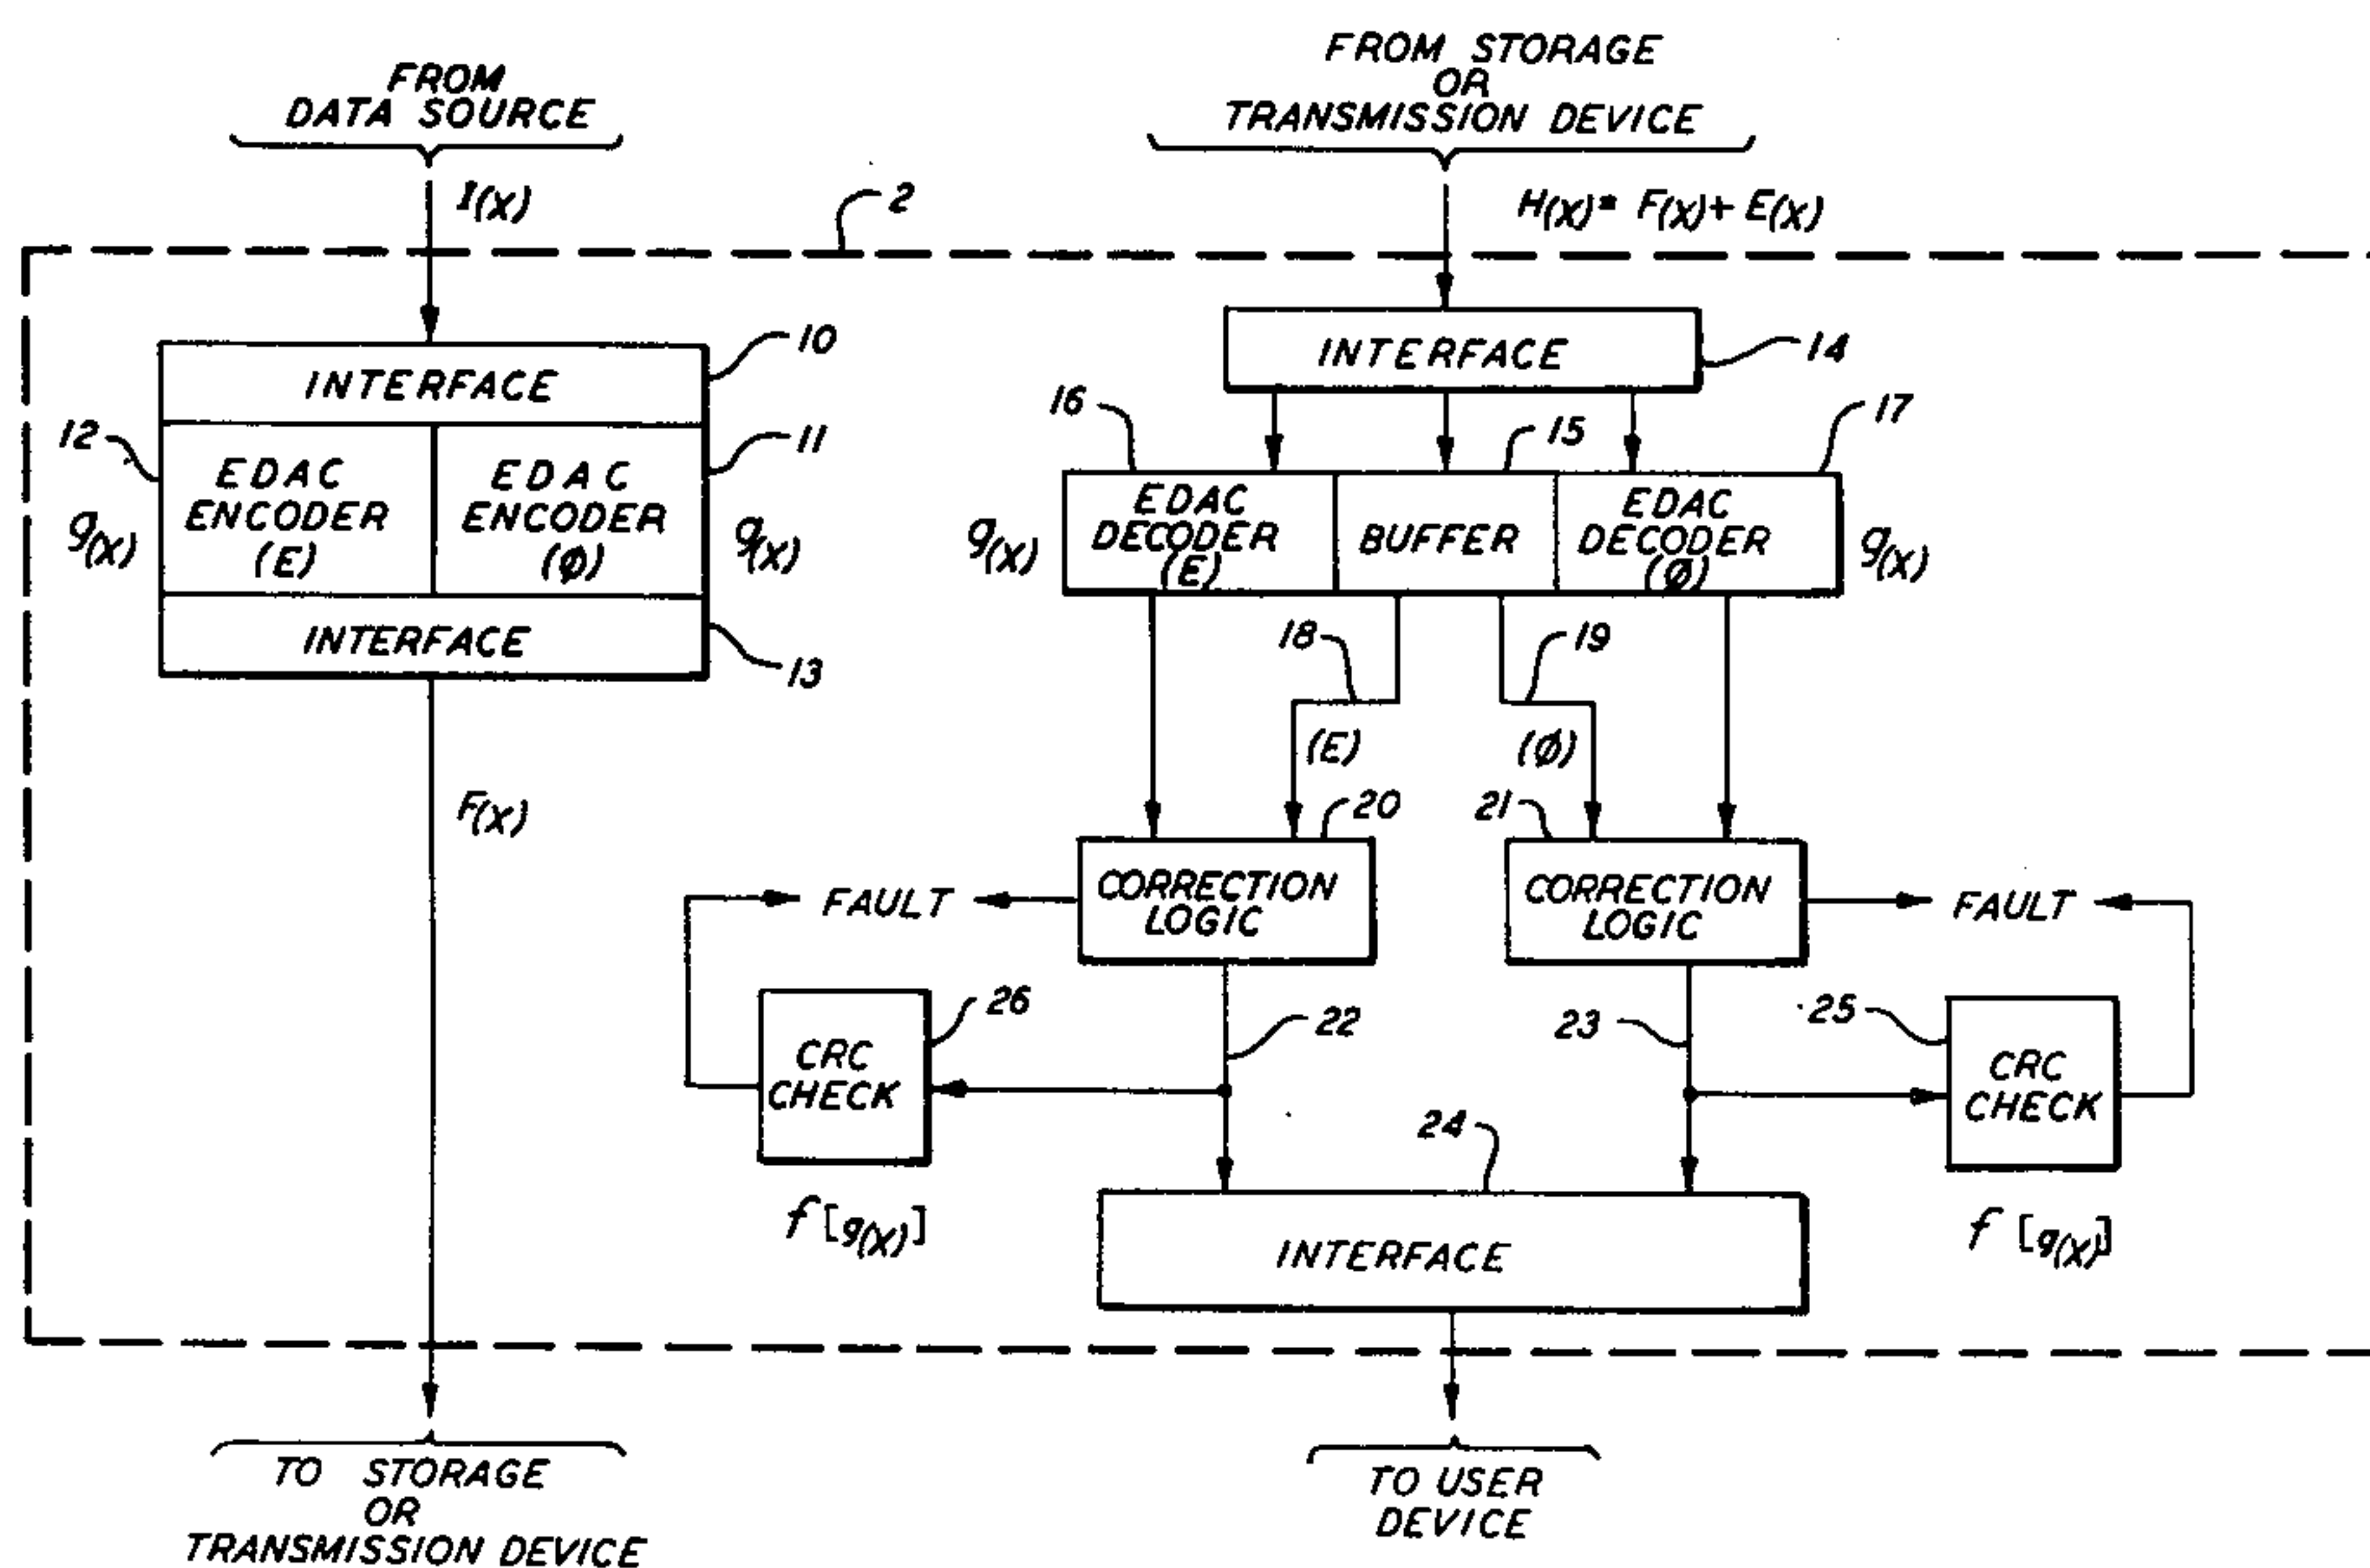 FROM
DATA SOURCE
I(X)
FROM STORAGE
OR
TRANSMISSION DEVICE
H(X) = F(X) + E(X)
2
INTERFACE
10
12
EDAC
ENCODER
(E)
g(X)
EDAC
ENCODER
(Ø)
11
g(X)
INTERFACE
13
F(X)
TO STORAGE
OR
TRANSMISSION DEVICE
INTERFACE
14
16
15
17
g(X)
EDAC
DECODER
(E)
BUFFER
EDAC
DECODER
(Ø)
g(X)
18
19
(E)
(Ø)
20
21
FAULT
CORRECTION
LOGIC
CORRECTION
LOGIC
FAULT
CRC
CHECK
26
f[g(X)]
22
23
25
CRC
CHECK
f[g(X)]
24
INTERFACE
TO USER
DEVICE